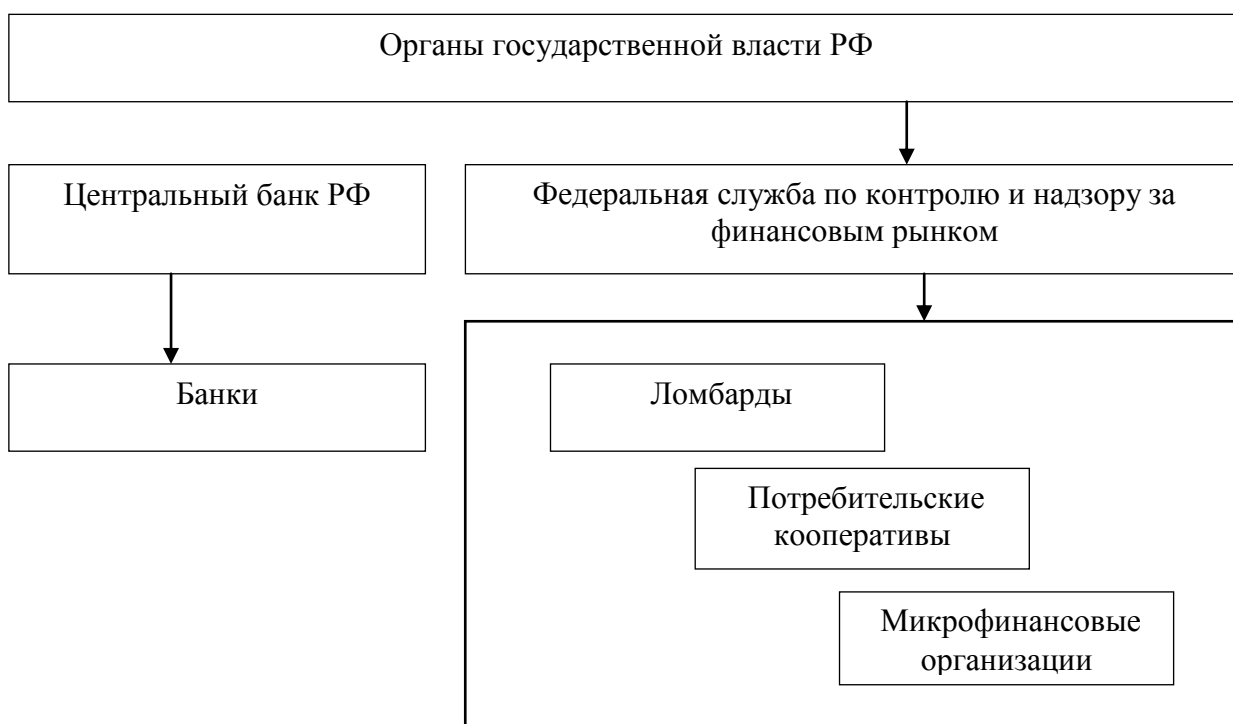 Органы государственной власти РФ
Центральный банк РФ
Федеральная служба по контролю и надзору за
финансовым рынком
Банки
Ломбарды
Потребительские
кооперативы
Микрофинансовые
организации